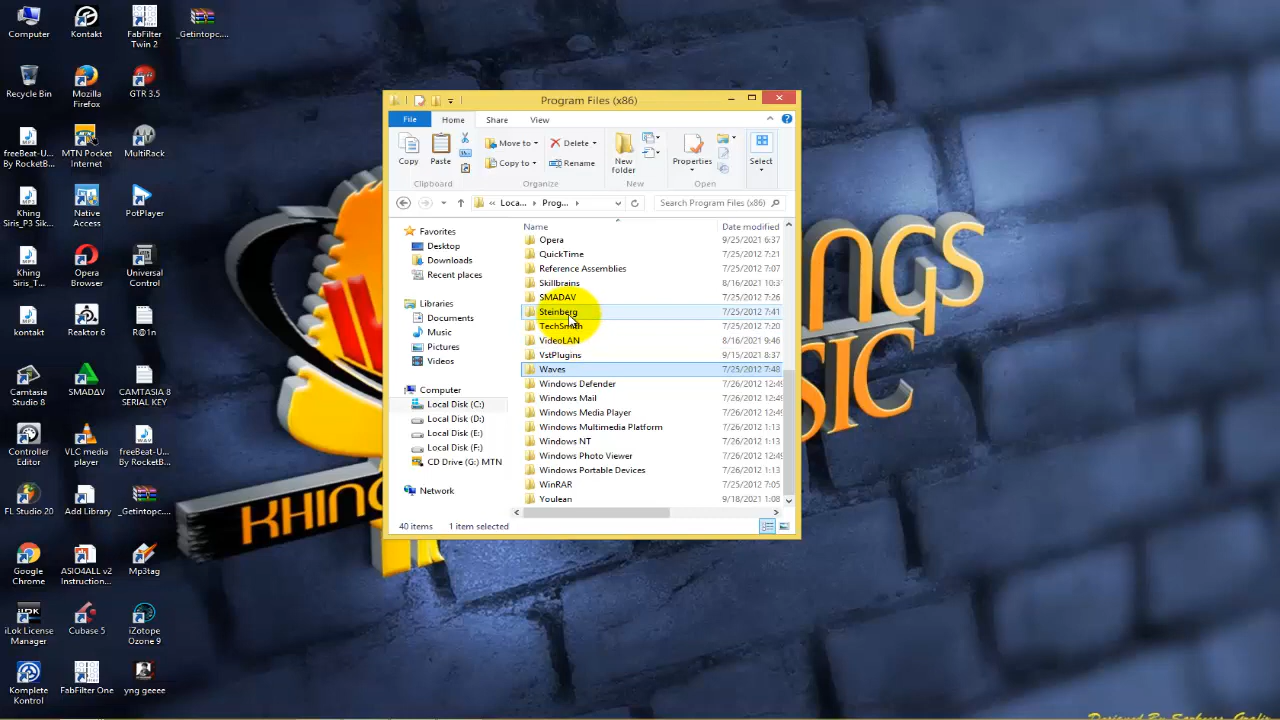 Computer
Kontakt
FabFilter
Twin 2
_Getintopc....
Recycle Bin
Mozilla
Firefox
GTR 3.5
freeBeat-U...
By RocketB...
MTN Pocket
Internet
MultiRack
Khing
Siris_P3 Sik...
Native
Access
PotPlayer
Khing
Siris_T...
Opera
Browser
Universal
Control
kontakt
Reaktor 6
R@1n
Camtasia
Studio 8
SMADΔV
CAMTASIA 8
SERIAL KEY
Controller
Editor
VLC media
player
freeBeat-U...
By RocketB...
FL Studio 20
Add Library
_Getintopc....
Google
Chrome
ASIO4ALL v2
Instruction...
Mp3tag
iLok License
Manager
Cubase 5
iZotope
Ozone 9
Komplete
Kontrol
FabFilter One
yng geeee
Program Files (x86)
File
Home
Share
View
Copy
Paste
Move to
Copy to
Delete
Rename
New
folder
Properties
Select
Clipboard
Organize
New
Open
« Loca... Prog...
Search Program Files (x86)
Favorites
Desktop
Downloads
Recent places
Libraries
Documents
Music
Pictures
Videos
Computer
Local Disk (C:)
Local Disk (D:)
Local Disk (E:)
Local Disk (F:)
CD Drive (G:) MTN
Network
Name Date modified
Opera 9/25/2021 6:37
QuickTime 7/25/2012 7:21
Reference Assemblies 7/25/2012 7:07
Skillbrains 8/16/2021 10:3
SMADAV 7/25/2012 7:26
Steinberg 7/25/2012 7:41
TechSmith 7/25/2012 7:20
VideoLAN 8/16/2021 9:46
VstPlugins 9/15/2021 8:37
Waves 7/25/2012 7:48
Windows Defender 7/26/2012 12:49
Windows Mail 7/26/2012 12:49
Windows Media Player 7/26/2012 12:49
Windows Multimedia Platform 7/26/2012 1:13
Windows NT 7/26/2012 1:13
Windows Photo Viewer 7/26/2012 12:49
Windows Portable Devices 7/26/2012 1:13
WinRAR 7/25/2012 7:05
Youlean 9/18/2021 1:08
40 items 1 item selected